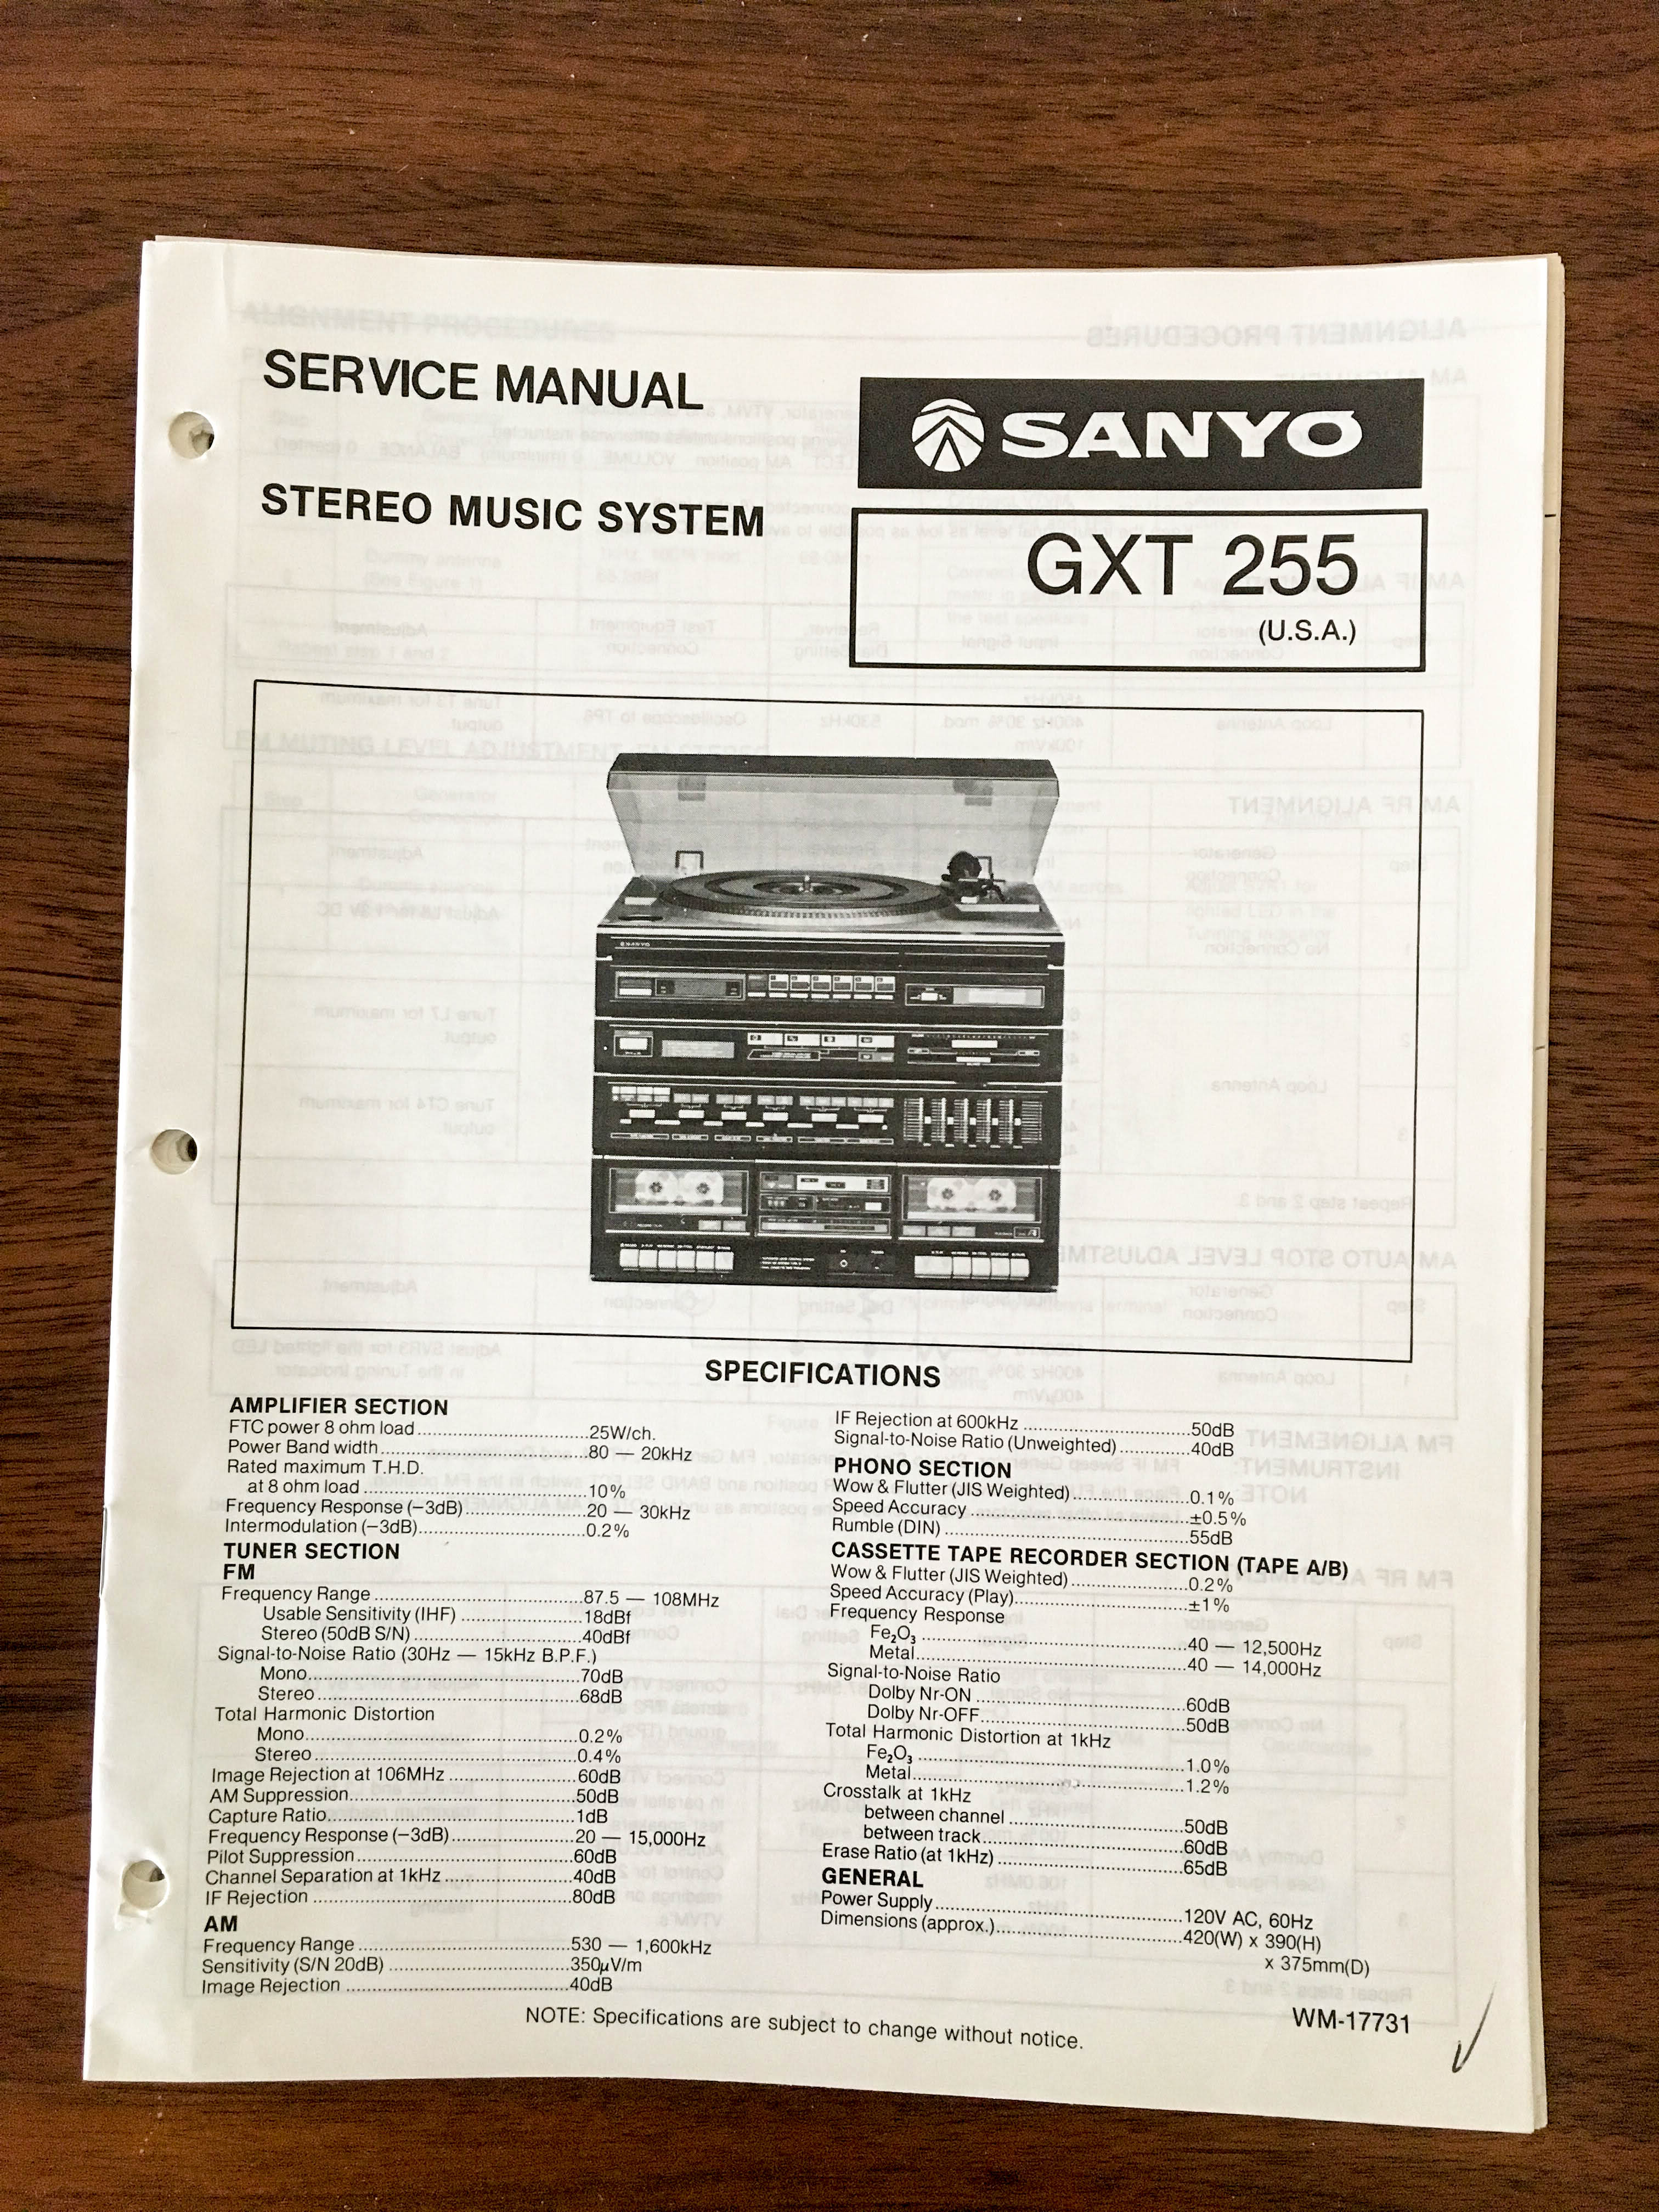 SERVICE MANUAL
SANYO
STEREO MUSIC SYSTEM
GXT 255
(U.S.A.)
SANYO
SPECIFICATIONS
AMPLIFIER SECTION
FTC power 8 ohm load ..... 25W/ch.
Power Band width ..... 80 — 20kHz
Rated maximum T.H.D.
at 8 ohm load ..... 10%
Frequency Response (−3dB) ..... 20 — 30kHz
Intermodulation (−3dB) ..... 0.2%
TUNER SECTION
FM
Frequency Range ..... 87.5 — 108MHz
Usable Sensitivity (IHF) ..... 18dBf
Stereo (50dB S/N) ..... 40dBf
Signal-to-Noise Ratio (30Hz — 15kHz B.P.F.)
Mono ..... 70dB
Stereo ..... 68dB
Total Harmonic Distortion
Mono ..... 0.2%
Stereo ..... 0.4%
Image Rejection at 106MHz ..... 60dB
AM Suppression ..... 50dB
Capture Ratio ..... 1dB
Frequency Response (−3dB) ..... 20 — 15,000Hz
Pilot Suppression ..... 60dB
Channel Separation at 1kHz ..... 40dB
IF Rejection ..... 80dB
AM
Frequency Range ..... 530 — 1,600kHz
Sensitivity (S/N 20dB) ..... 350μV/m
Image Rejection ..... 40dB
IF Rejection at 600kHz ..... 50dB
Signal-to-Noise Ratio (Unweighted) ..... 40dB
PHONO SECTION
Wow & Flutter (JIS Weighted) ..... 0.1%
Speed Accuracy ..... ±0.5%
Rumble (DIN) ..... 55dB
CASSETTE TAPE RECORDER SECTION (TAPE A/B)
Wow & Flutter (JIS Weighted) ..... 0.2%
Speed Accuracy (Play) ..... ±1%
Frequency Response
Fe₂O₃ ..... 40 — 12,500Hz
Metal ..... 40 — 14,000Hz
Signal-to-Noise Ratio
Dolby Nr-ON ..... 60dB
Dolby Nr-OFF ..... 50dB
Total Harmonic Distortion at 1kHz
Fe₂O₃ ..... 1.0%
Metal ..... 1.2%
Crosstalk at 1kHz
between channel ..... 50dB
between track ..... 60dB
Erase Ratio (at 1kHz) ..... 65dB
GENERAL
Power Supply ..... 120V AC, 60Hz
Dimensions (approx.) ..... 420(W) x 390(H)
x 375mm(D)
NOTE: Specifications are subject to change without notice.
WM-17731